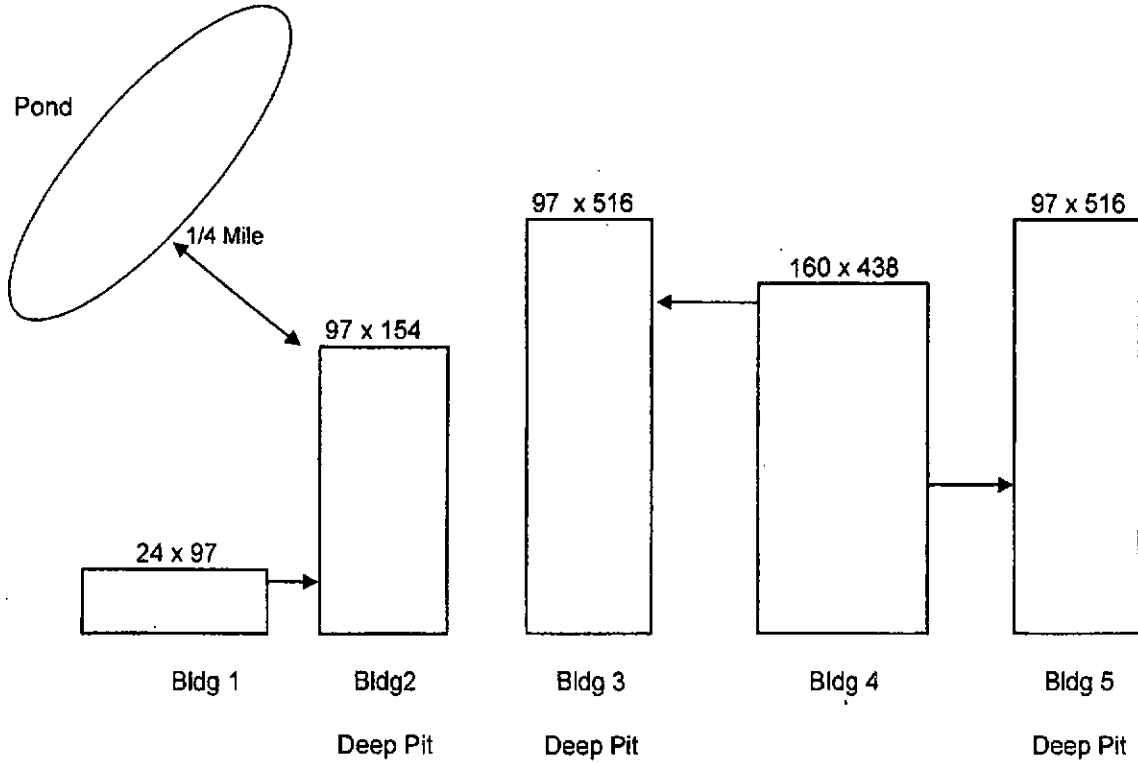 Pond
1/4 Mile
97 x 516
97 x 516
160 x 438
97 x 154
24 x 97
Bldg 1
Bldg2
Bldg 3
Bldg 4
Bldg 5
Deep Pit
Deep Pit
Deep Pit